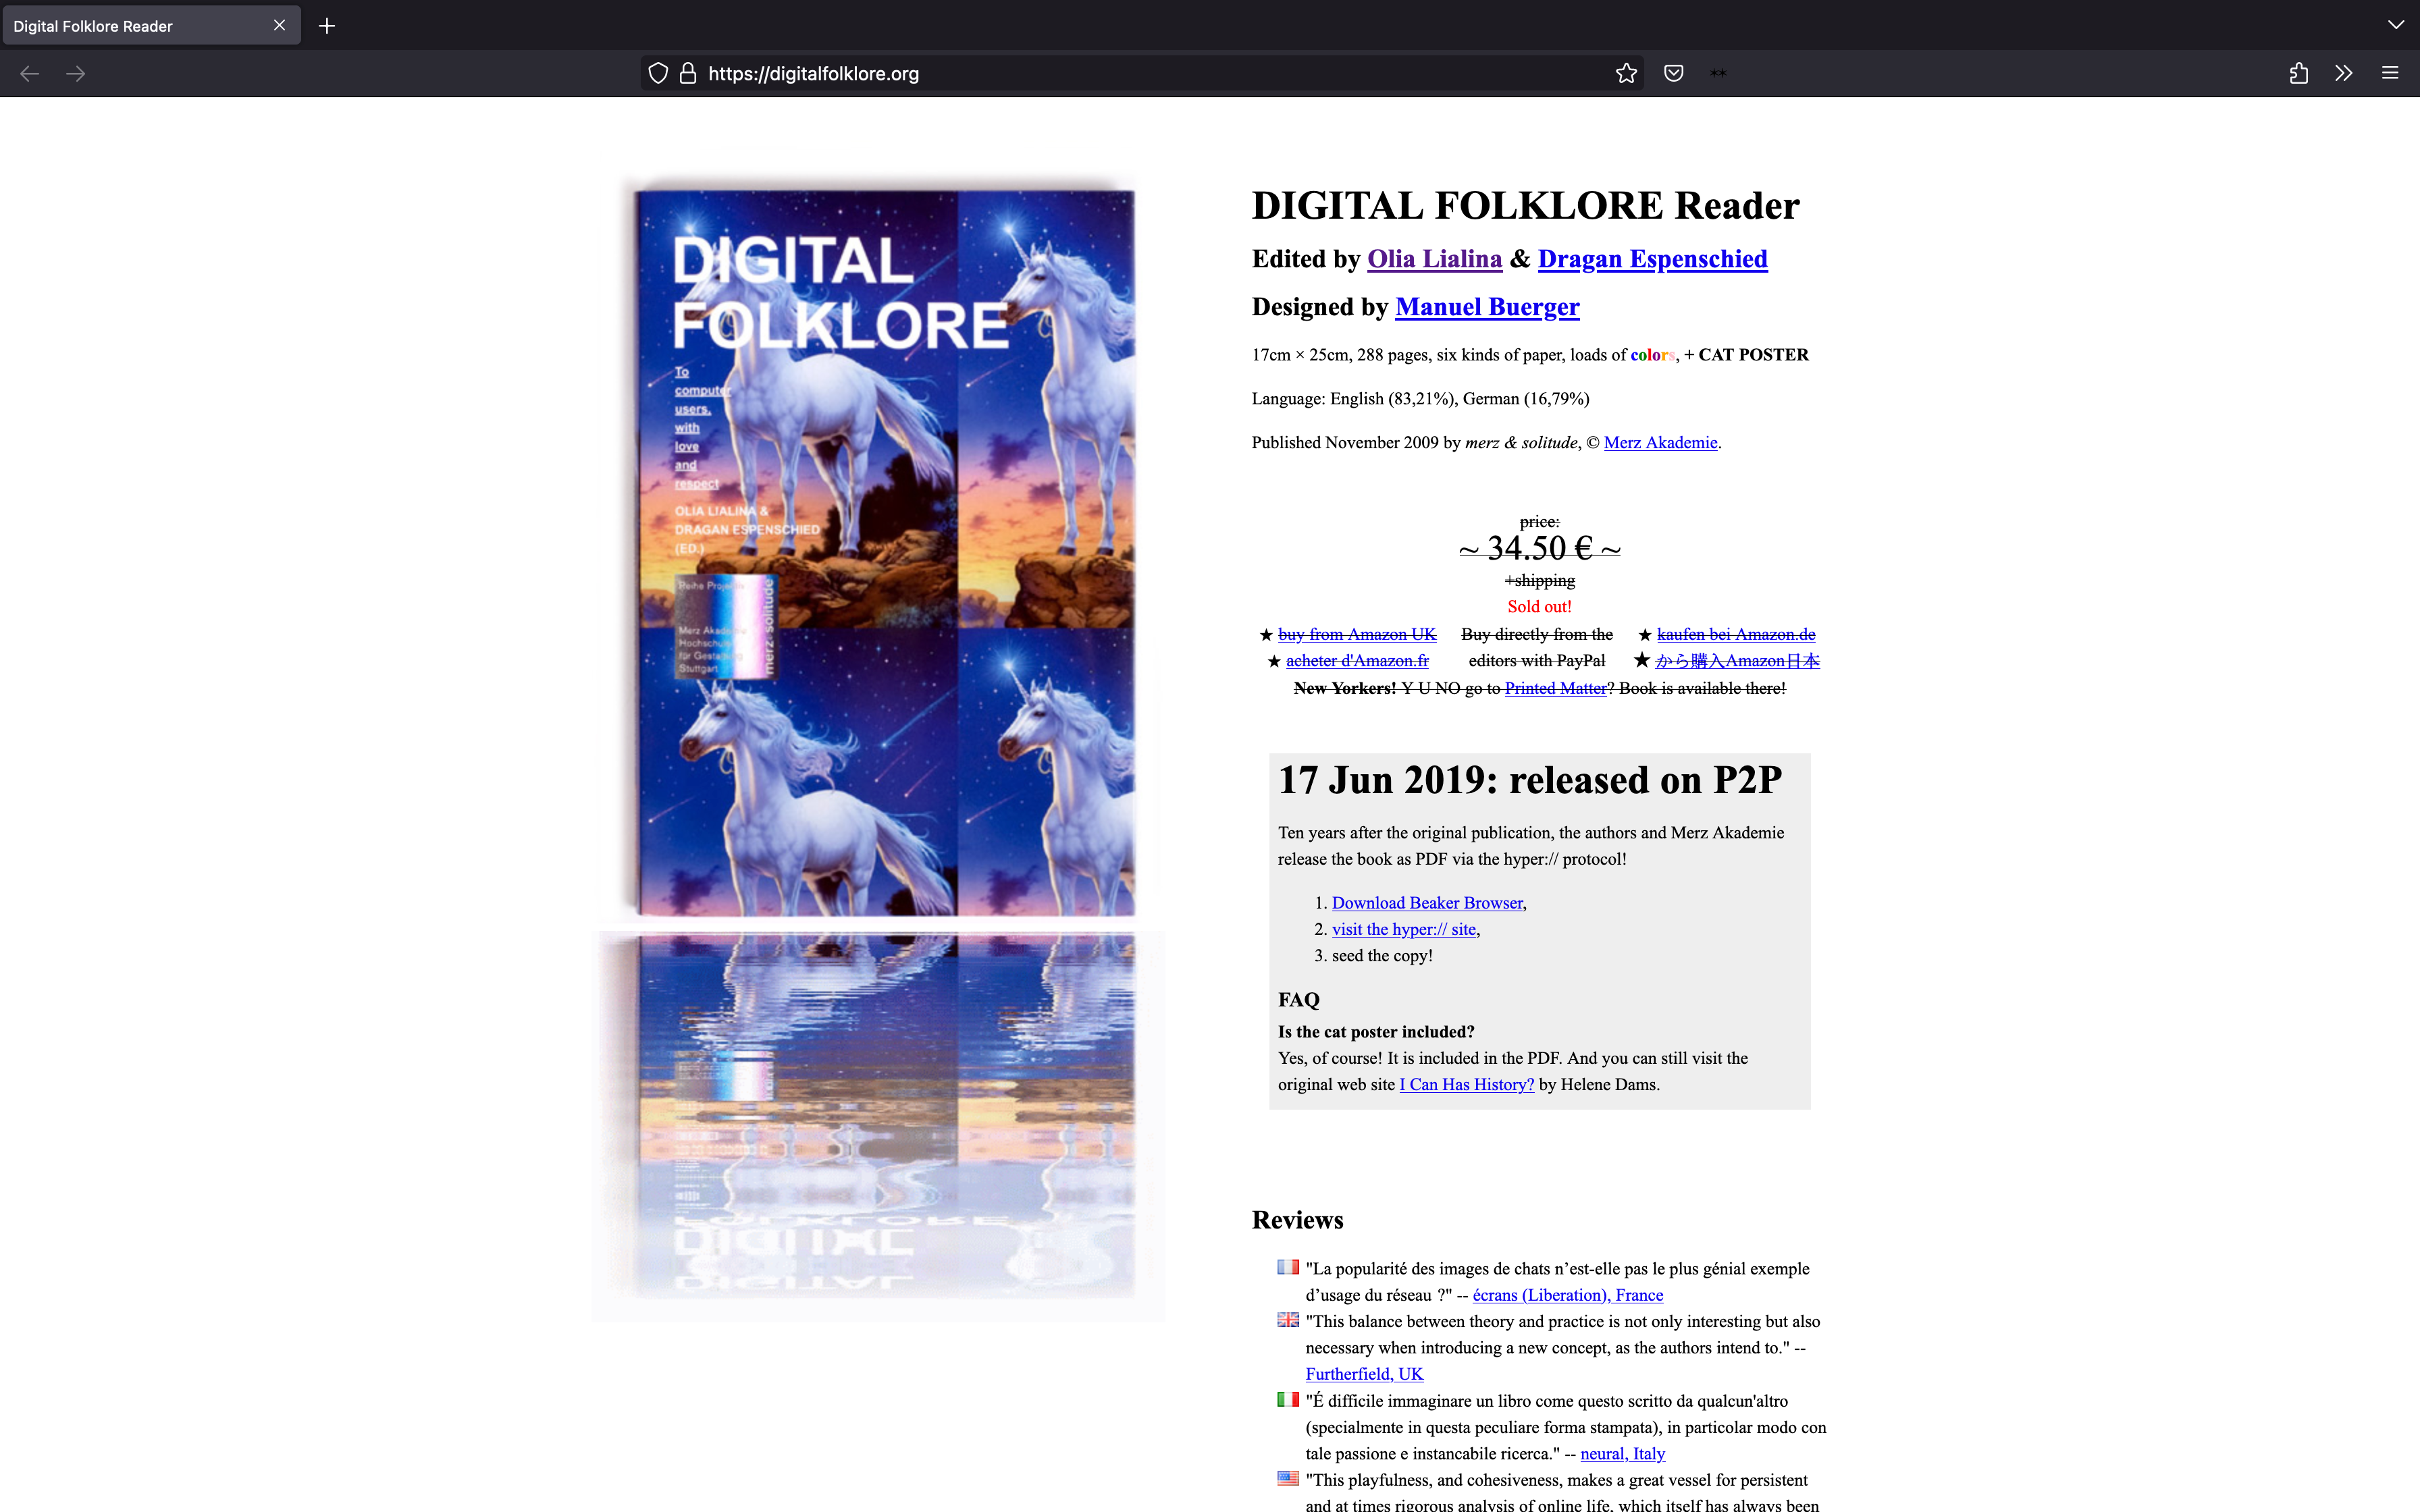 Digital Folklore Reader
https://digitalfolklore.org
DIGITAL
FOLKLORE
To
computer
users,
with
love
and
respect
OLIA LIALINA &
DRAGAN ESPENSCHIED
(ED.)
Reihe Projekte
merz & solitude
Merz Akademie
Hochschule
für Gestaltung
Stuttgart
DIGITAL FOLKLORE Reader
Edited by Olia Lialina & Dragan Espenschied
Designed by Manuel Buerger
17cm × 25cm, 288 pages, six kinds of paper, loads of colors, + CAT POSTER
Language: English (83,21%), German (16,79%)
Published November 2009 by merz & solitude, © Merz Akademie.
price:
~ 34.50 € ~
+shipping
Sold out!
★ buy from Amazon UK
★ acheter d'Amazon.fr
Buy directly from the
editors with PayPal
★ kaufen bei Amazon.de
★ から購入Amazon日本
New Yorkers! Y U NO go to Printed Matter? Book is available there!
17 Jun 2019: released on P2P
Ten years after the original publication, the authors and Merz Akademie
release the book as PDF via the hyper:// protocol!
1. Download Beaker Browser,
2. visit the hyper:// site,
3. seed the copy!
FAQ
Is the cat poster included?
Yes, of course! It is included in the PDF. And you can still visit the
original web site I Can Has History? by Helene Dams.
Reviews
"La popularité des images de chats n’est-elle pas le plus génial exemple
d’usage du réseau ?" -- écrans (Liberation), France
"This balance between theory and practice is not only interesting but also
necessary when introducing a new concept, as the authors intend to." --
Furtherfield, UK
"É difficile immaginare un libro come questo scritto da qualcun'altro
(specialmente in questa peculiare forma stampata), in particolar modo con
tale passione e instancabile ricerca." -- neural, Italy
"This playfulness, and cohesiveness, makes a great vessel for persistent
and at times rigorous analysis of online life, which itself has always been